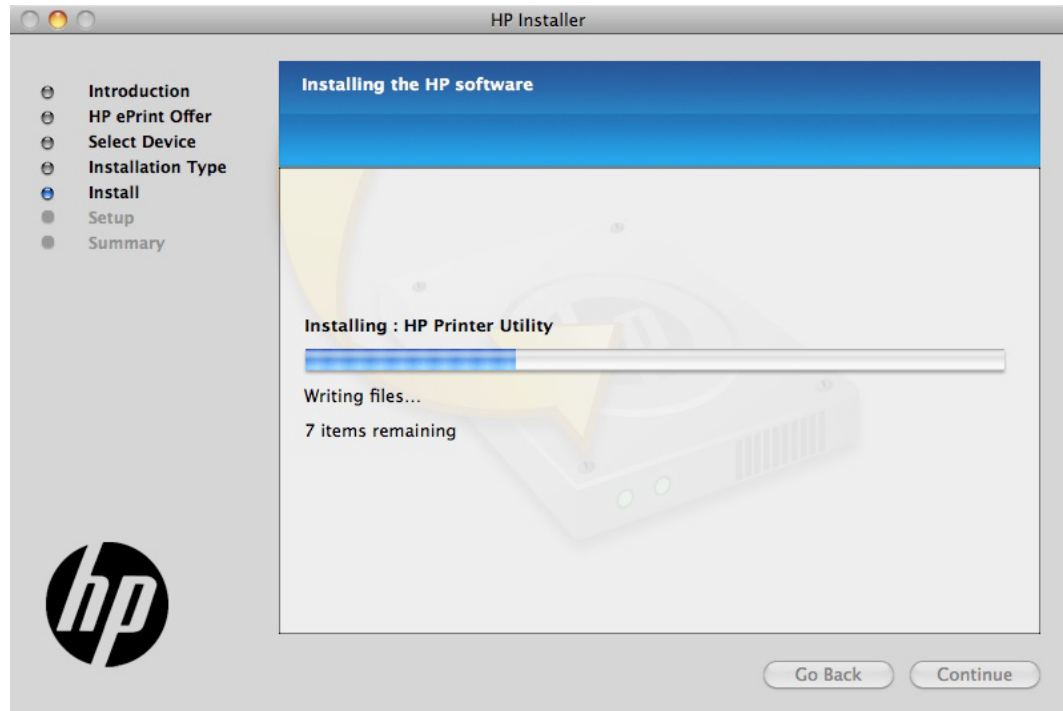 HP Installer
Introduction
HP ePrint Offer
Select Device
Installation Type
Install
Setup
Summary
Installing the HP software
Installing : HP Printer Utility
Writing files...
7 items remaining
hp
Go Back
Continue